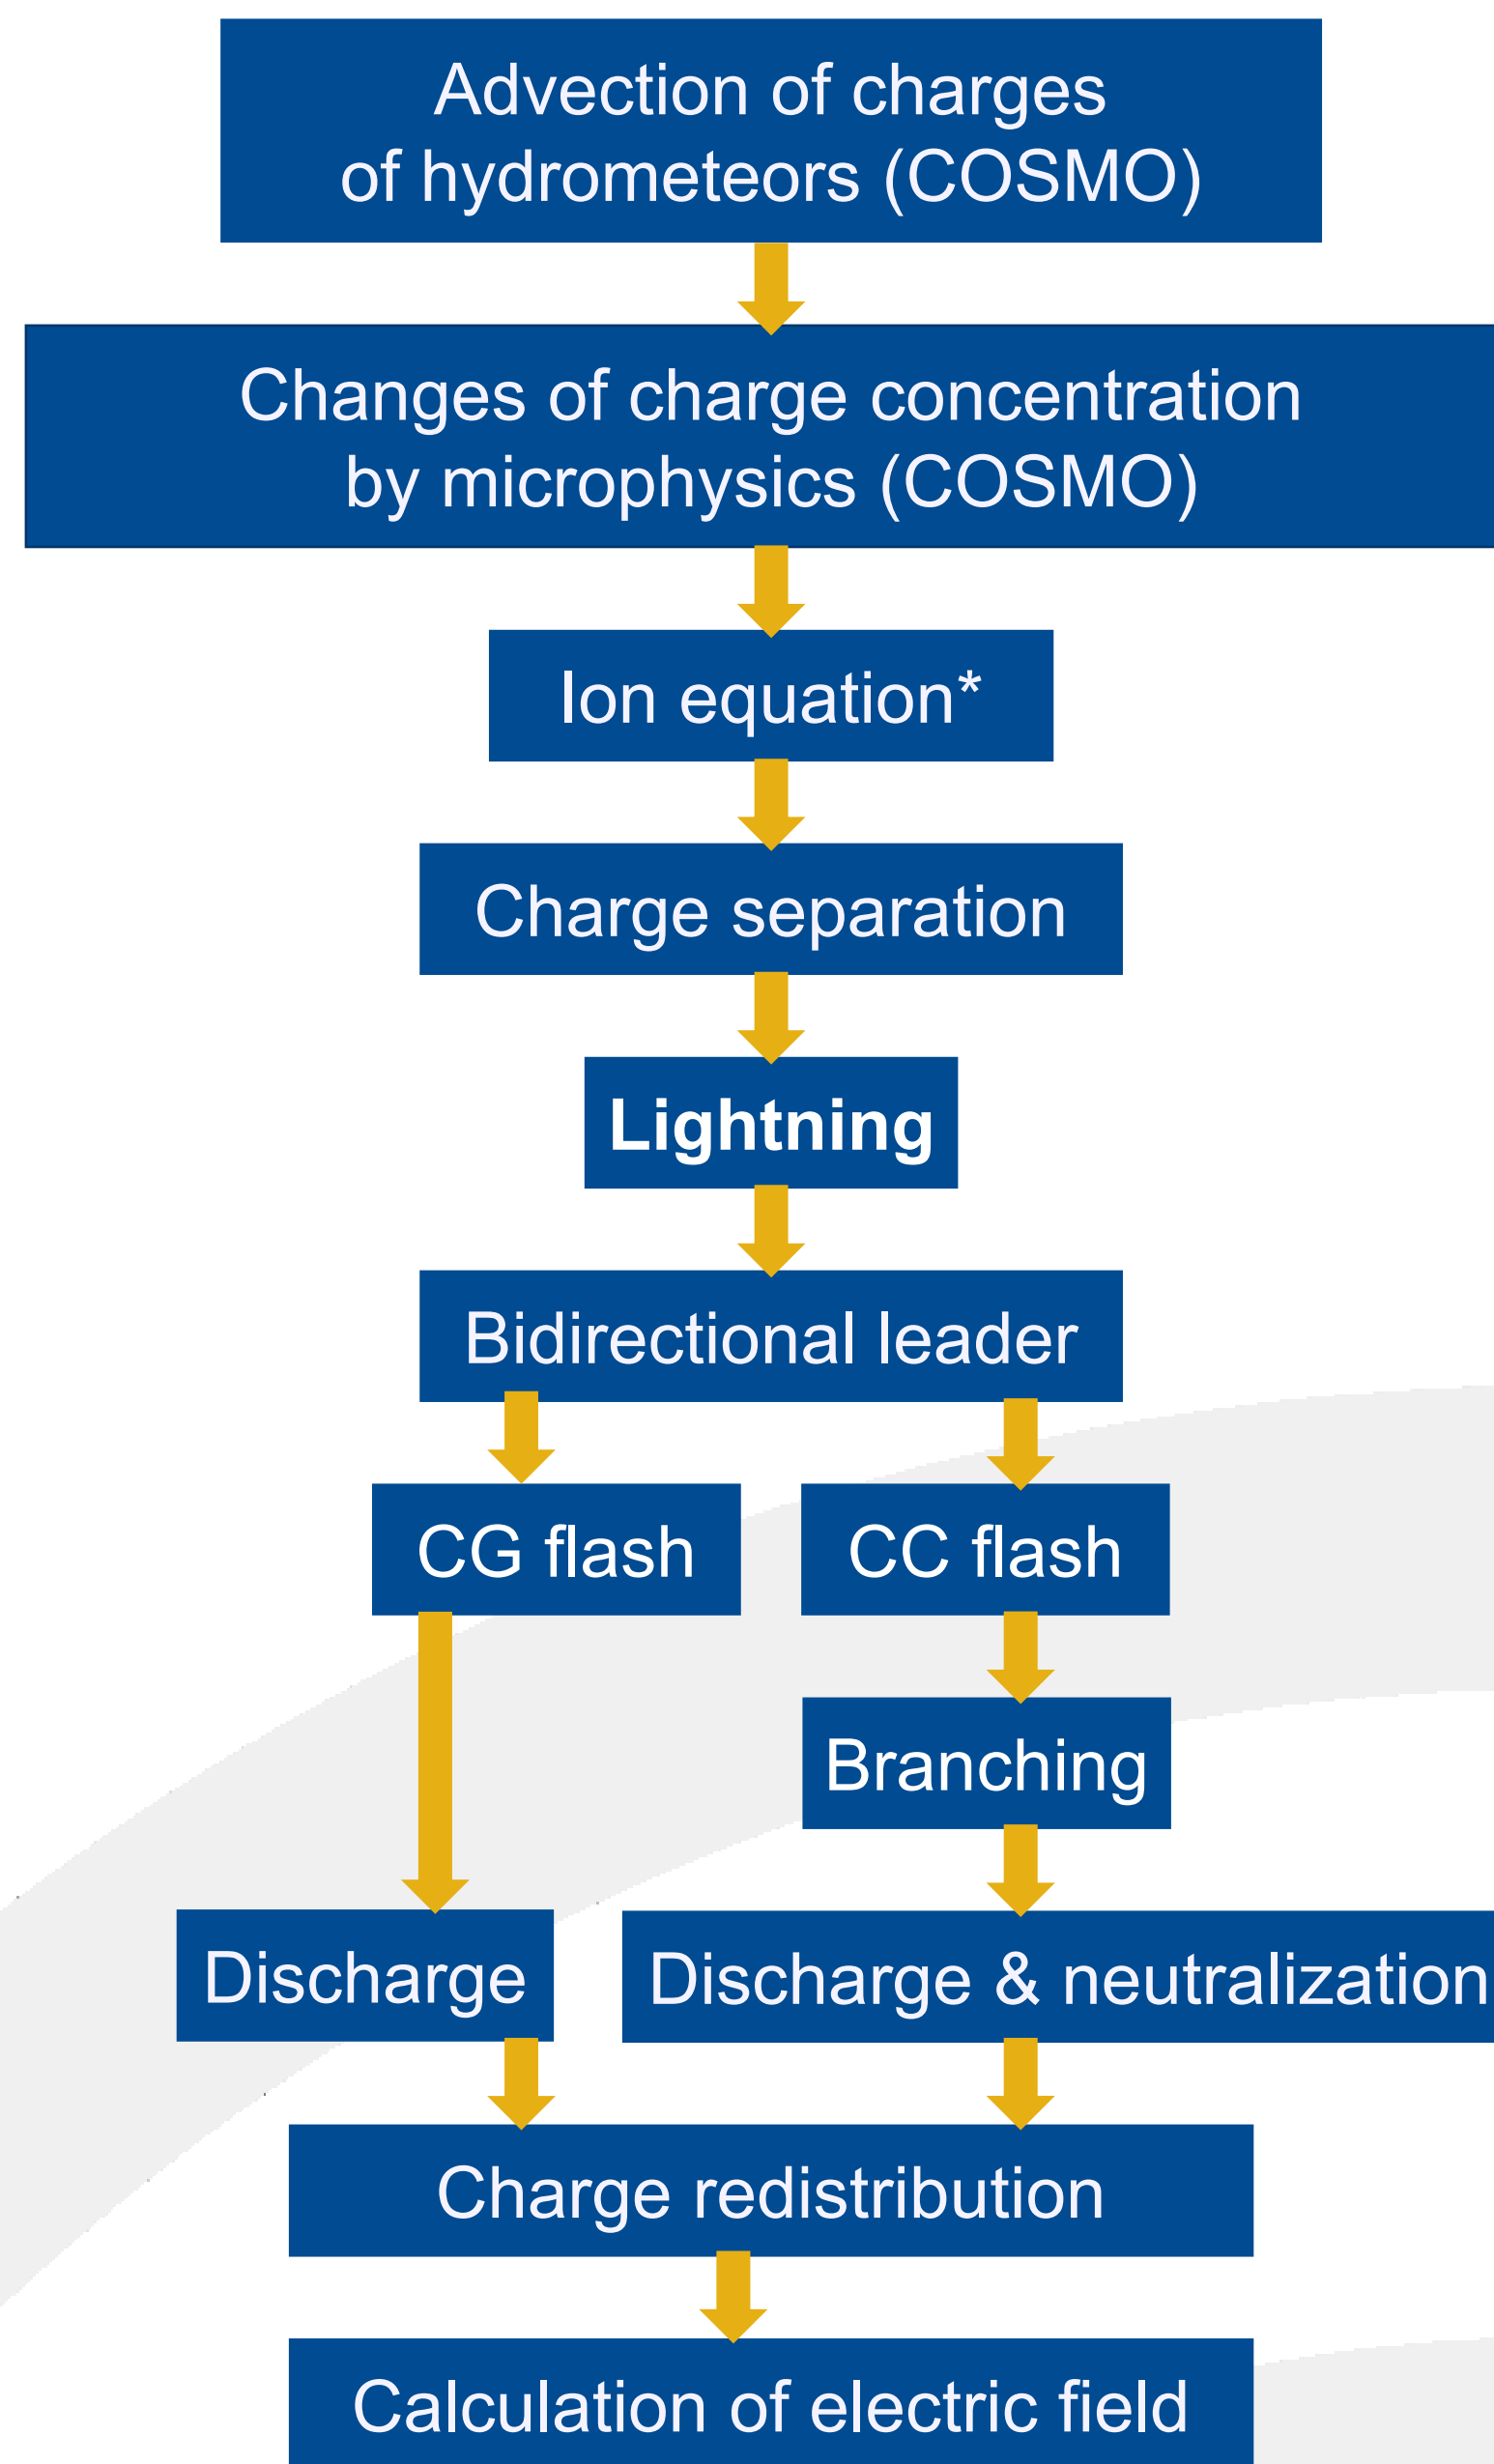 Advection of charges
of hydrometeors (COSMO)
Changes of charge concentration
by microphysics (COSMO)
Ion equation*
Charge separation
Lightning
Bidirectional leader
CG flash
CC flash
Branching
Discharge
Discharge & neutralization
Charge redistribution
Calculation of electric field